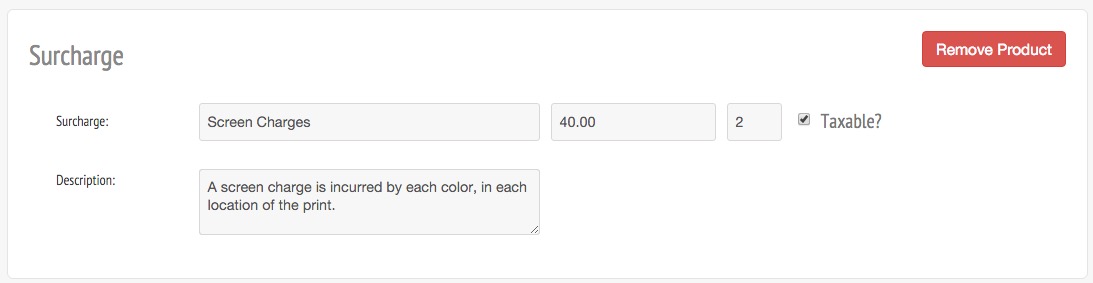 Surcharge
Remove Product
Surcharge: Screen Charges 40.00 2 Taxable?
Description: A screen charge is incurred by each color, in each
location of the print.